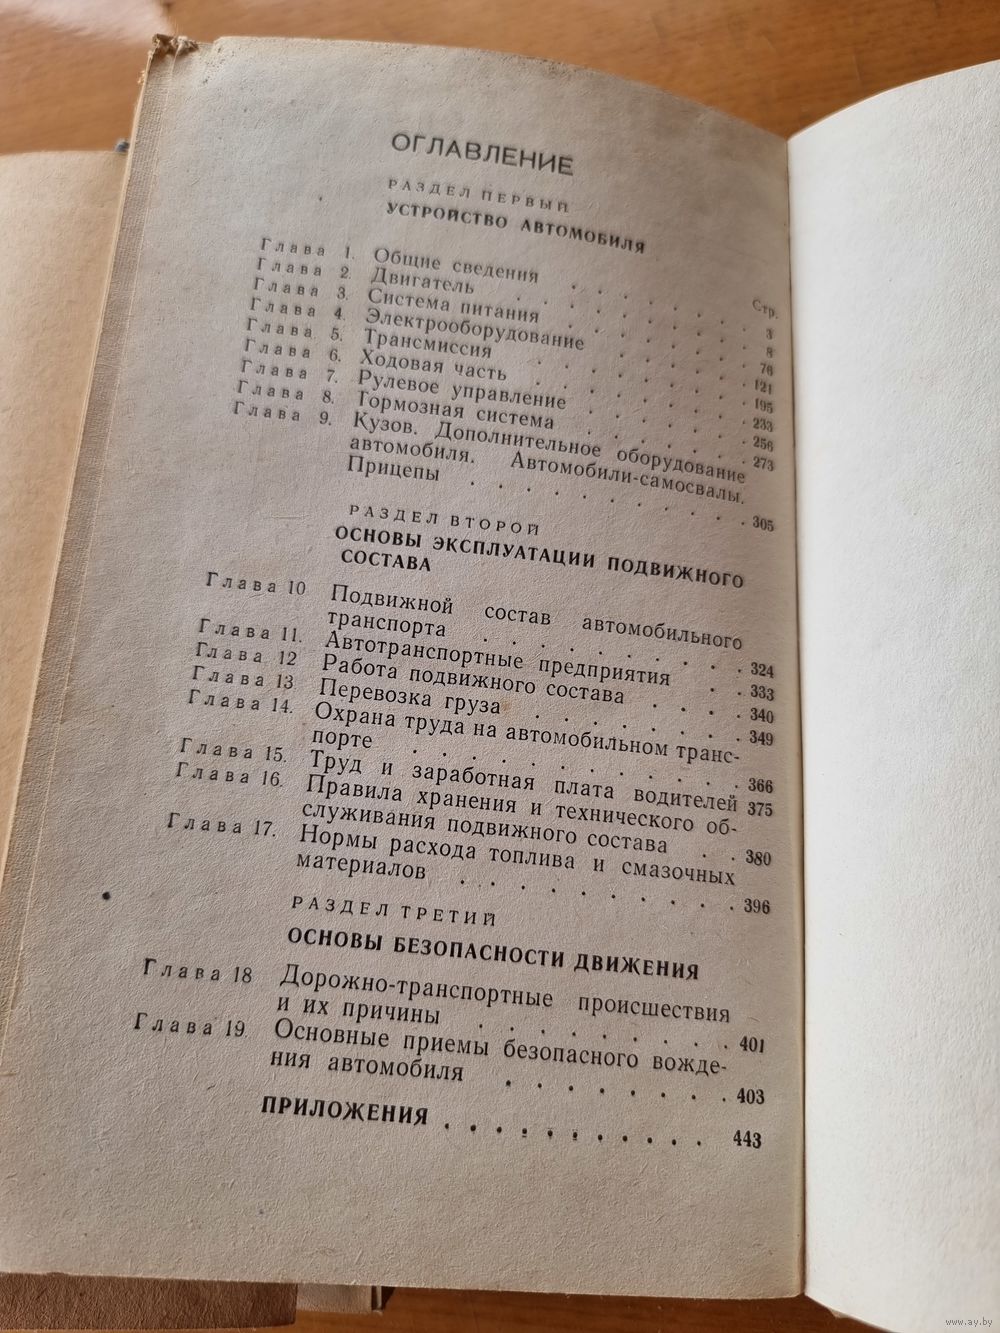 ОГЛАВЛЕНИЕ
РАЗДЕЛ ПЕРВЫЙ
УСТРОЙСТВО АВТОМОБИЛЯ
Стр.
Глава 1. Общие сведения . . . . . . . 3
Глава 2. Двигатель . . . . . . . . 8
Глава 3. Система питания . . . . . . . 76
Глава 4. Электрооборудование . . . . . 121
Глава 5. Трансмиссия . . . . . . . 195
Глава 6. Ходовая часть . . . . . . . 233
Глава 7. Рулевое управление . . . . . . 256
Глава 8. Тормозная система . . . . . . 273
Глава 9. Кузов. Дополнительное оборудование
автомобиля. Автомобили-самосвалы.
Прицепы . . . . . . . . . . 305
РАЗДЕЛ ВТОРОЙ
ОСНОВЫ ЭКСПЛУАТАЦИИ ПОДВИЖНОГО
СОСТАВА
Глава 10 Подвижной состав автомобильного
транспорта . . . . . . . . . 324
Глава 11. Автотранспортные предприятия . . 333
Глава 12 Работа подвижного состава . . . . 340
Глава 13 Перевозка груза . . . . . . . 349
Глава 14. Охрана труда на автомобильном транс-
порте . . . . . . . . . . . 366
Глава 15. Труд и заработная плата водителей 375
Глава 16. Правила хранения и технического об-
служивания подвижного состава . . 380
Глава 17. Нормы расхода топлива и смазочных
материалов . . . . . . . . . 396
РАЗДЕЛ ТРЕТИЙ
ОСНОВЫ БЕЗОПАСНОСТИ ДВИЖЕНИЯ
Глава 18 Дорожно-транспортные происшествия
и их причины . . . . . . . . . 401
Глава 19. Основные приемы безопасного вожде-
ния автомобиля . . . . . . . . 403
ПРИЛОЖЕНИЯ . . . . . . . . . . . 443
www.ay.by